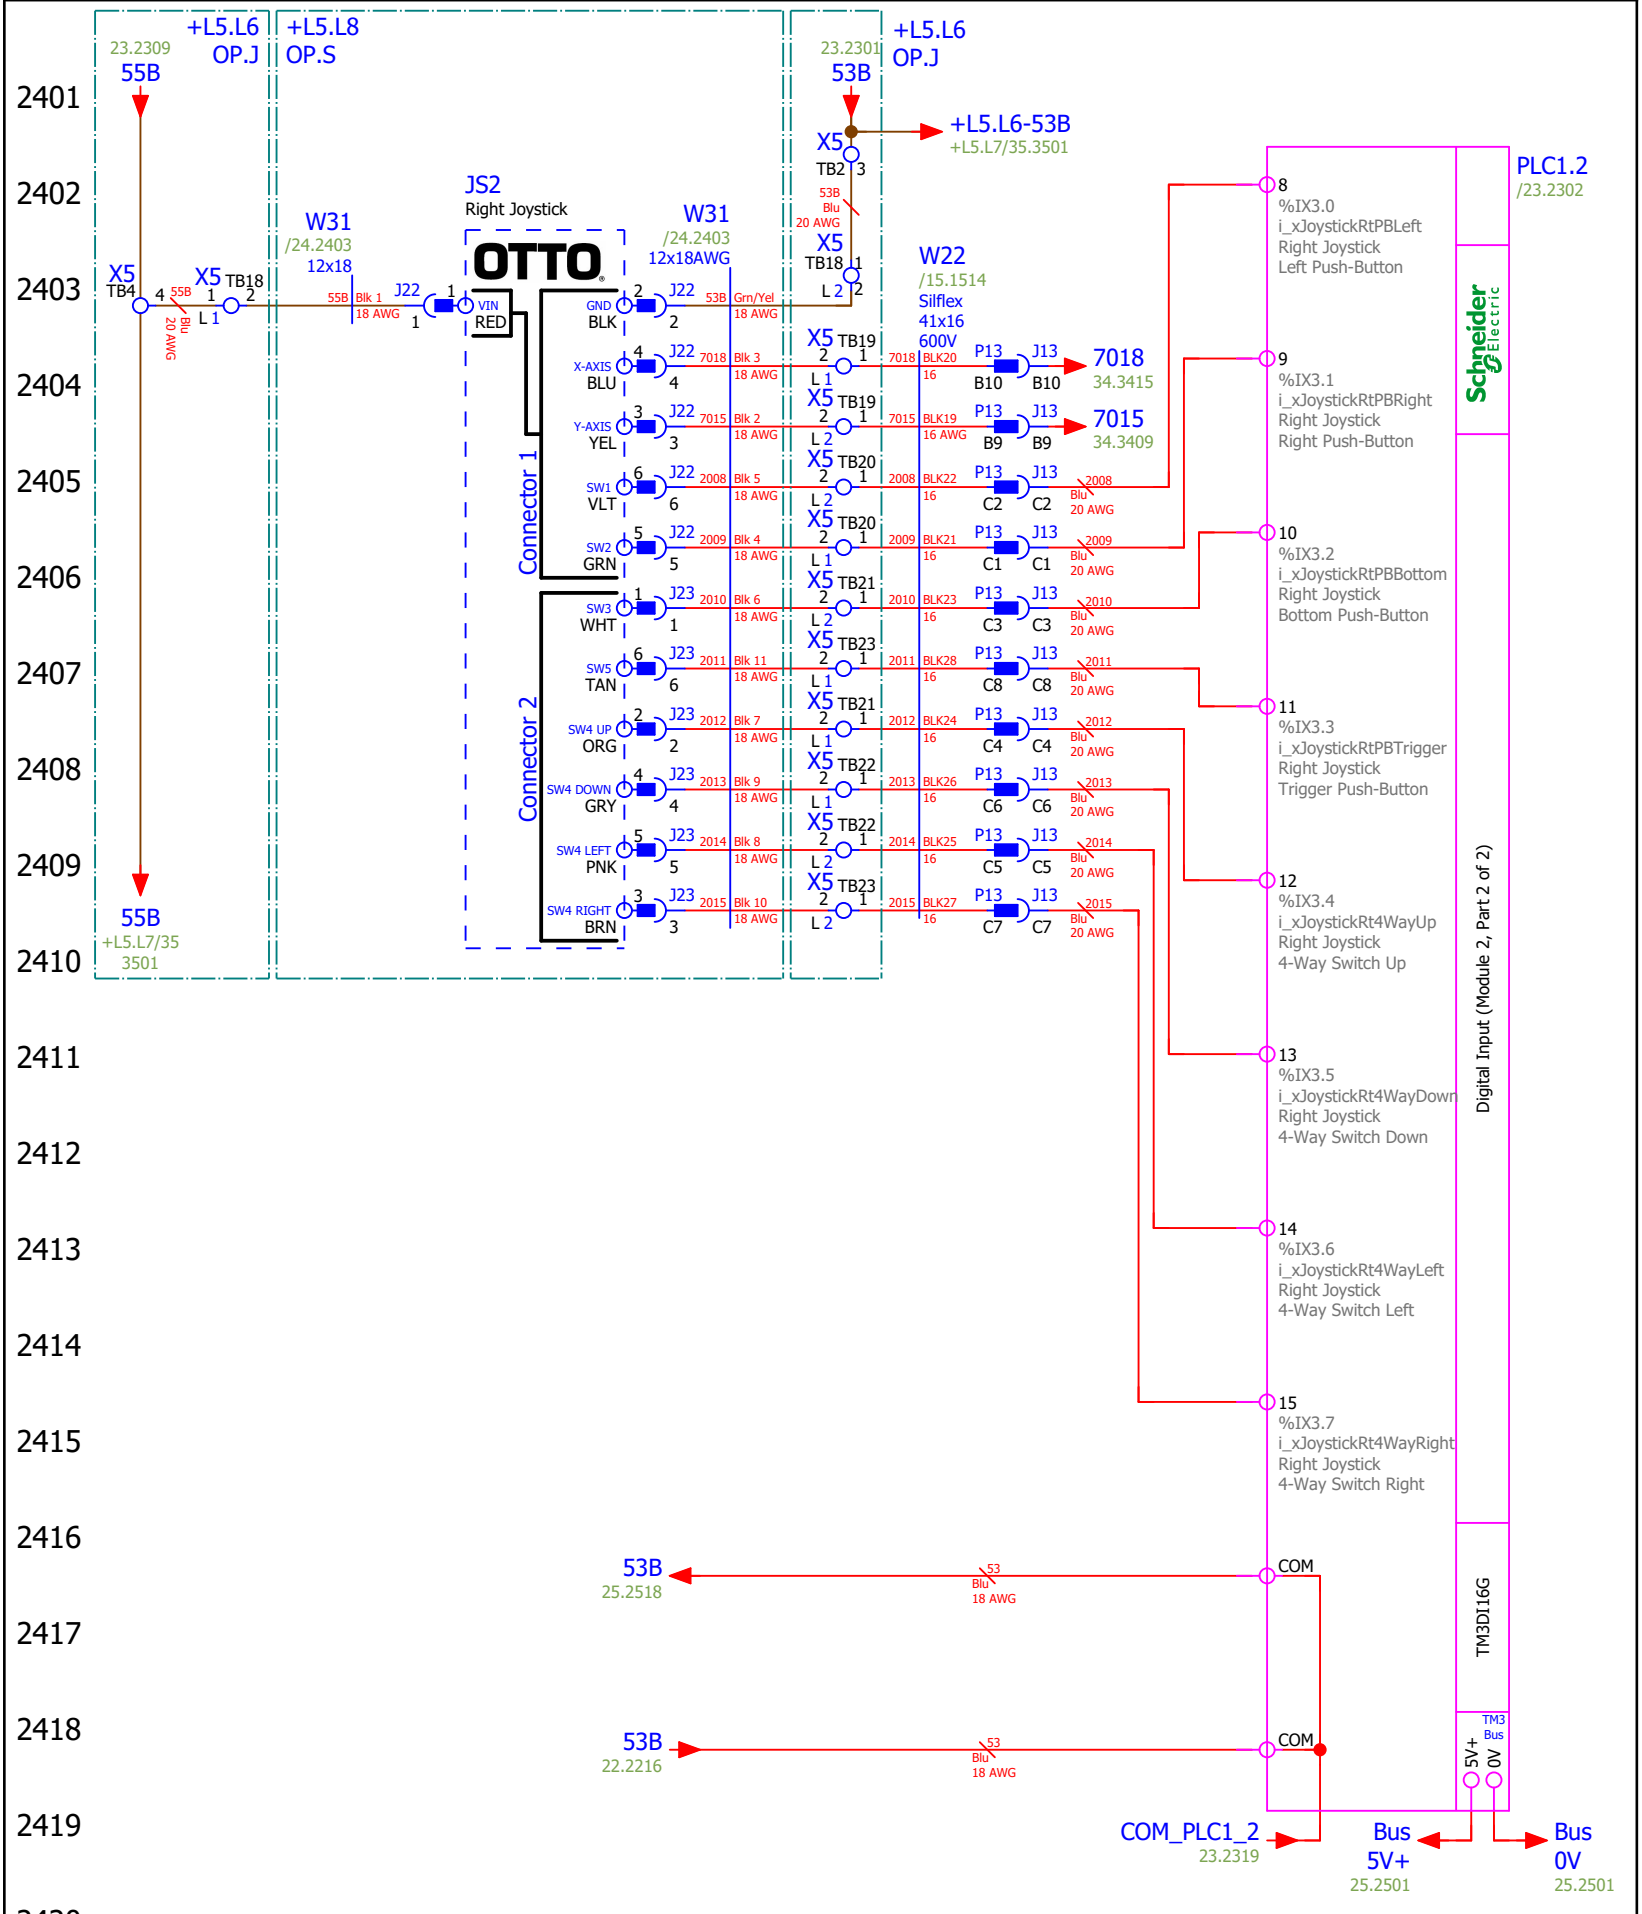 +L5.L6
OP.J
+L5.L8
OP.S
+L5.L6
OP.J
23.2309
55B
23.2301
53B
2401
+L5.L6-53B
+L5.L7/35.3501
X5
TB2 3
PLC1.2
/23.2302
2402
JS2
Right Joystick
53B
Blu
20 AWG
8
%IX3.0
i_xJoystickRtPBLeft
Right Joystick
Left Push-Button
W31
/24.2403
12x18
W31
/24.2403
12x18AWG
X5
TB18 1
L 2 2
W22
/15.1514
Silflex
41x16
600V
OTTO
2403
X5
TB4
4
55B
Blu
20 AWG
X5 TB18
1 2
L 1
55B Blk 1
18 AWG
J22
1
1
VIN
RED
GND
BLK
2 J22
2
53B Grn/Yel
18 AWG
Schneider
Electric
2404
X-AXIS
BLU
4 J22
4
7018 Blk 3
18 AWG
X5 TB19
2 1
L 1
7018 BLK20
16
P13 J13
B10 B10
7018
34.3415
9
%IX3.1
i_xJoystickRtPBRight
Right Joystick
Right Push-Button
Y-AXIS
YEL
3 J22
3
7015 Blk 2
18 AWG
X5 TB19
2 1
L 2
7015 BLK19
16 AWG
P13 J13
B9 B9
7015
34.3409
2405
Connector 1
SW1
VLT
6 J22
6
2008 Blk 5
18 AWG
X5 TB20
2 1
L 2
2008 BLK22
16
P13 J13
C2 C2
2008
Blu
20 AWG
SW2
GRN
5 J22
5
2009 Blk 4
18 AWG
X5 TB20
2 1
L 1
2009 BLK21
16
P13 J13
C1 C1
2009
Blu
20 AWG
10
%IX3.2
i_xJoystickRtPBBottom
Right Joystick
Bottom Push-Button
2406
SW3
WHT
1 J23
1
2010 Blk 6
18 AWG
X5 TB21
2 1
L 2
2010 BLK23
16
P13 J13
C3 C3
2010
Blu
20 AWG
2407
SW5
TAN
6 J23
6
2011 Blk 11
18 AWG
X5 TB23
2 1
L 1
2011 BLK28
16
P13 J13
C8 C8
2011
Blu
20 AWG
11
%IX3.3
i_xJoystickRtPBTrigger
Right Joystick
Trigger Push-Button
Connector 2
SW4 UP
ORG
2 J23
2
2012 Blk 7
18 AWG
X5 TB21
2 1
L 1
2012 BLK24
16
P13 J13
C4 C4
2012
Blu
20 AWG
2408
SW4 DOWN
GRY
4 J23
4
2013 Blk 9
18 AWG
X5 TB22
2 1
L 1
2013 BLK26
16
P13 J13
C6 C6
2013
Blu
20 AWG
2409
SW4 LEFT
PNK
5 J23
5
2014 Blk 8
18 AWG
X5 TB22
2 1
L 2
2014 BLK25
16
P13 J13
C5 C5
2014
Blu
20 AWG
12
%IX3.4
i_xJoystickRt4WayUp
Right Joystick
4-Way Switch Up
Digital Input (Module 2, Part 2 of 2)
55B
+L5.L7/35
3501
SW4 RIGHT
BRN
3 J23
3
2015 Blk 10
18 AWG
X5 TB23
2 1
L 2
2015 BLK27
16
P13 J13
C7 C7
2015
Blu
20 AWG
2410
2411
13
%IX3.5
i_xJoystickRt4WayDown
Right Joystick
4-Way Switch Down
2412
2413
14
%IX3.6
i_xJoystickRt4WayLeft
Right Joystick
4-Way Switch Left
2414
2415
15
%IX3.7
i_xJoystickRt4WayRight
Right Joystick
4-Way Switch Right
2416
53B
25.2518
53
Blu
18 AWG
COM
TM3DI16G
2417
2418
53B
22.2216
53
Blu
18 AWG
COM
TM3
Bus
5V+
0V
2419
COM_PLC1_2
23.2319
Bus
5V+
25.2501
Bus
0V
25.2501